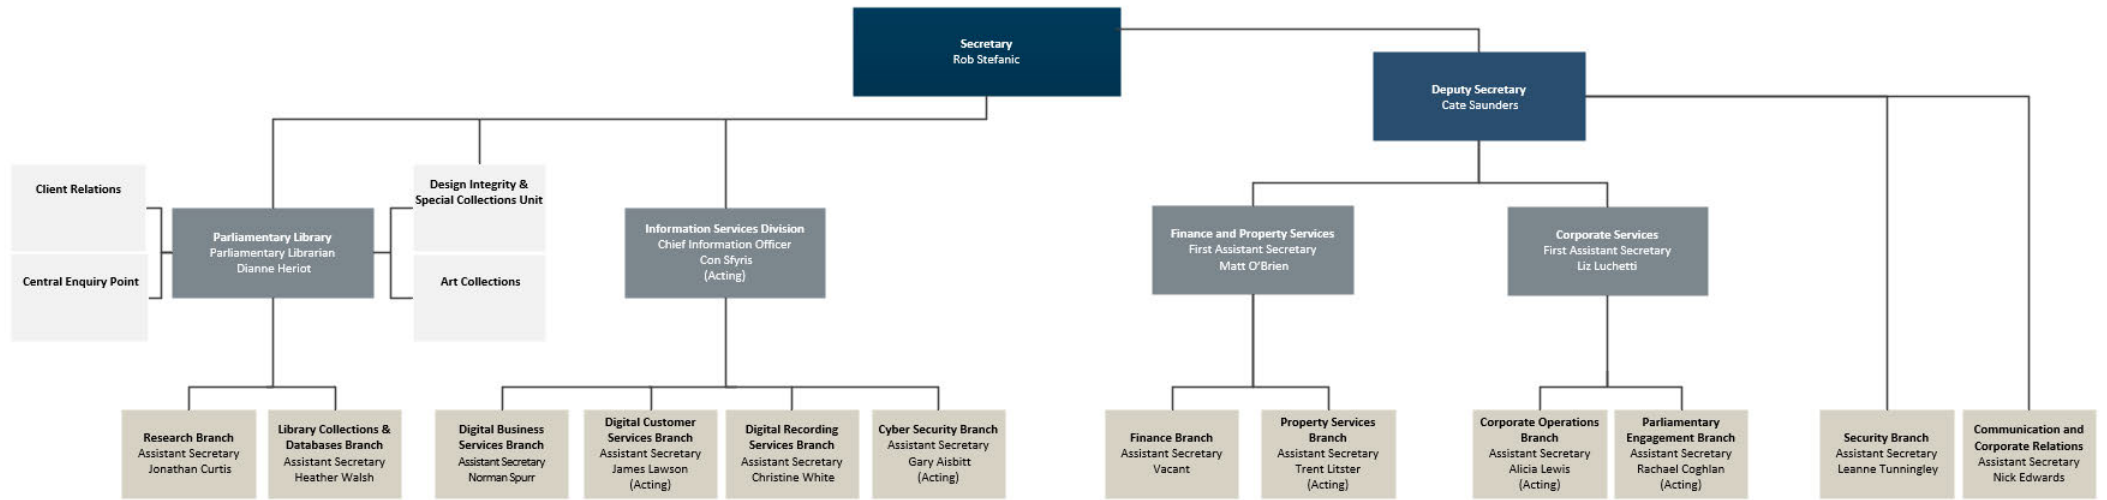 Secretary
Rob Stefanic
Deputy Secretary
Cate Saunders
Client Relations
Central Enquiry Point
Parliamentary Library
Parliamentary Librarian
Dianne Heriot
Design Integrity &
Special Collections Unit
Art Collections
Information Services Division
Chief Information Officer
Con Sfyris
(Acting)
Finance and Property Services
First Assistant Secretary
Matt O'Brien
Corporate Services
First Assistant Secretary
Liz Luchetti
Research Branch
Assistant Secretary
Jonathan Curtis
Library Collections &
Databases Branch
Assistant Secretary
Heather Walsh
Digital Business
Services Branch
Assistant Secretary
Norman Spurr
Digital Customer
Services Branch
Assistant Secretary
James Lawson
(Acting)
Digital Recording
Services Branch
Assistant Secretary
Christine White
Cyber Security Branch
Assistant Secretary
Gary Aisbitt
(Acting)
Finance Branch
Assistant Secretary
Vacant
Property Services
Branch
Assistant Secretary
Trent Litster
(Acting)
Corporate Operations
Branch
Assistant Secretary
Alicia Lewis
(Acting)
Parliamentary
Engagement Branch
Assistant Secretary
Rachael Coghlan
(Acting)
Security Branch
Assistant Secretary
Leanne Tunningley
Communication and
Corporate Relations
Assistant Secretary
Nick Edwards